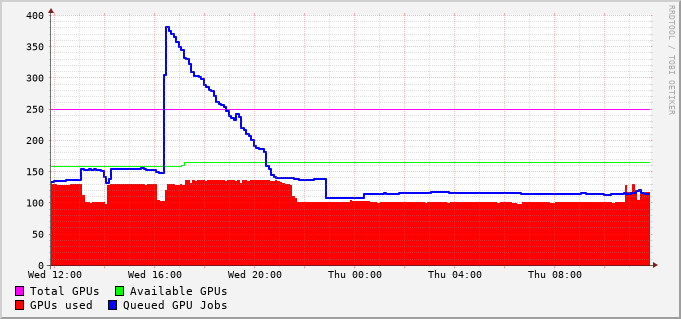 400
350
300
250
200
150
100
50
0
Wed 12:00 Wed 16:00 Wed 20:00 Thu 00:00 Thu 04:00 Thu 08:00
Total GPUs Available GPUs
GPUs used Queued GPU Jobs
RRDTOOL / TOBI OETIKER